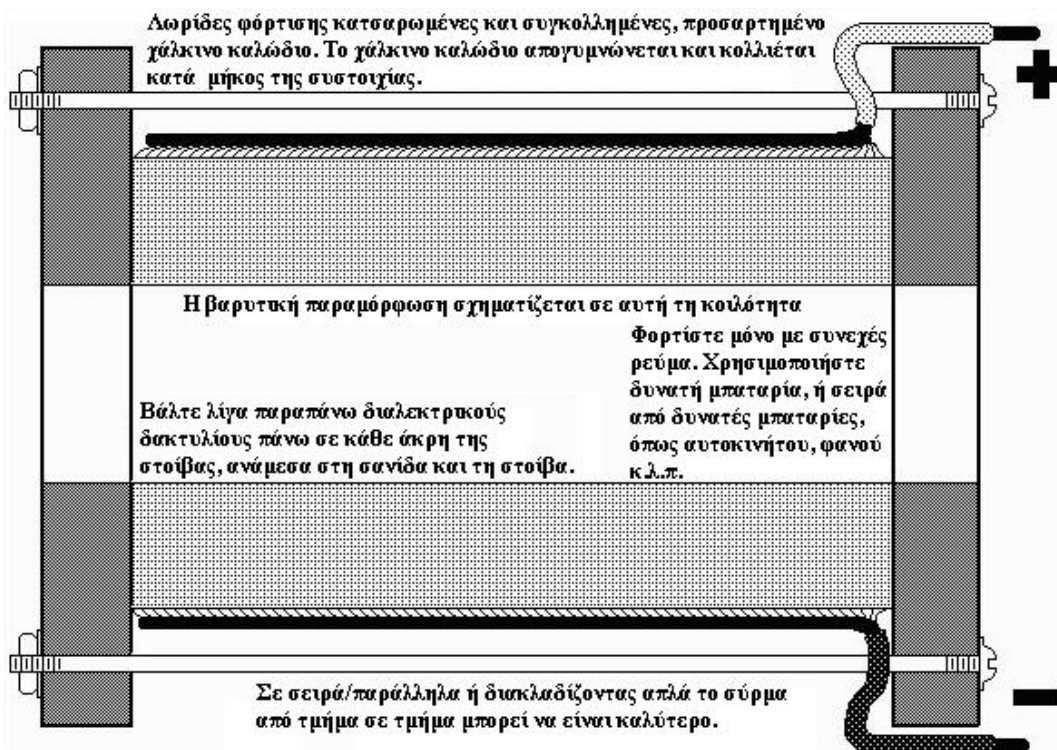 Λωρίδες φόρτισης κατσαρωμένες και συγκολλημένες, προσαρτημένο
χάλκινο καλώδιο. Το χάλκινο καλώδιο απογυμνώνεται και κολλιέται
κατά μήκος της συστοιχίας.
+
Η βαρυτική παραμόρφωση σχηματίζεται σε αυτή τη κοιλότητα
Φορτίστε μόνο με συνεχές
ρεύμα. Χρησιμοποιήστε
δυνατή μπαταρία, ή σειρά
από δυνατές μπαταρίες,
όπως αυτοκινήτου, φανού
κ.λ.π.
Βάλτε λίγα παραπάνω διαλεκτρικούς
δακτυλίους πάνω σε κάθε άκρη της
στοίβας, ανάμεσα στη σανίδα και τη στοίβα.
Σε σειρά/παράλληλα ή διακλαδίζοντας απλά το σύρμα
από τμήμα σε τμήμα μπορεί να είναι καλύτερο.
-